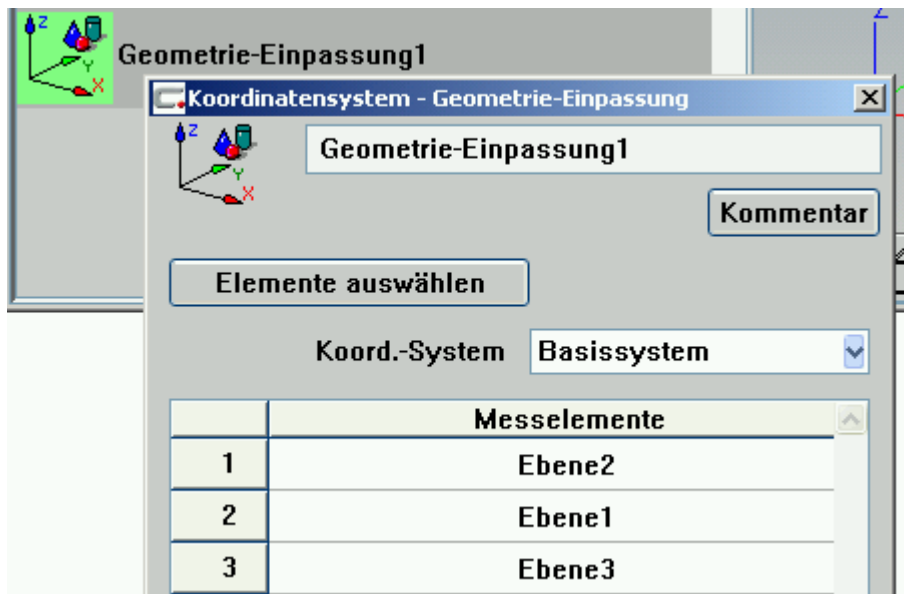 Z
Y
X
Geometrie-Einpassung1
Z
Koordinatensystem - Geometrie-Einpassung
Z
Y
X
Geometrie-Einpassung1
Kommentar
Elemente auswählen
Koord.-System Basissystem
Messelemente
1 Ebene2
2 Ebene1
3 Ebene3